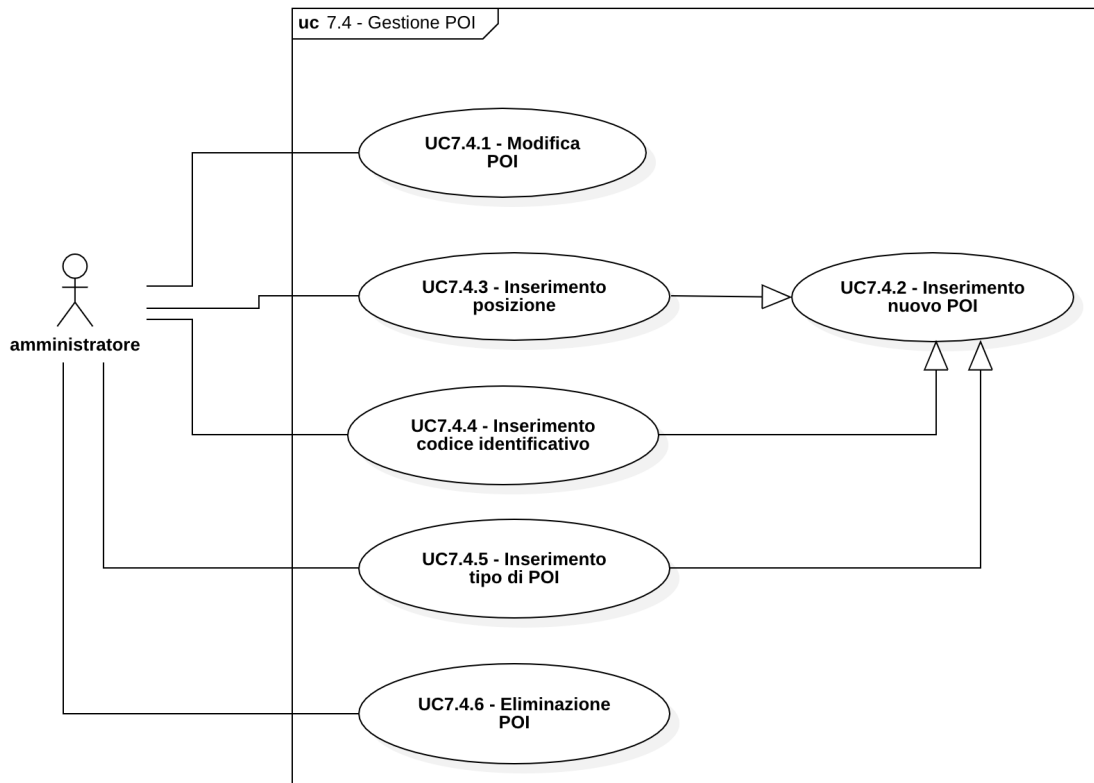 uc 7.4 - Gestione POI
UC7.4.1 - Modifica
POI
UC7.4.3 - Inserimento
posizione
UC7.4.2 - Inserimento
nuovo POI
amministratore
UC7.4.4 - Inserimento
codice identificativo
UC7.4.5 - Inserimento
tipo di POI
UC7.4.6 - Eliminazione
POI